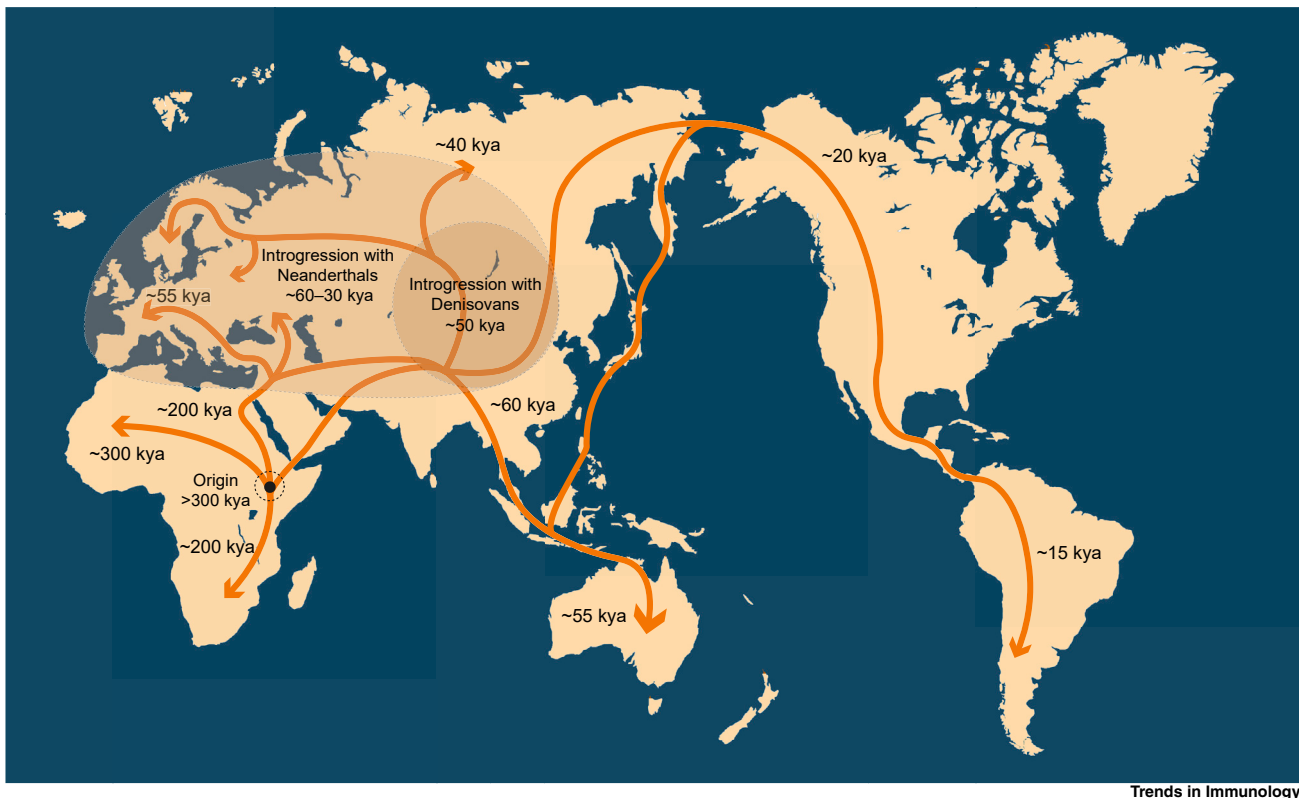 ~40 kya
~20 kya
Introgression with
Neanderthals
~60–30 kya
~55 kya
Introgression with
Denisovans
~50 kya
~200 kya
~60 kya
~300 kya
Origin
>300 kya
~200 kya
~15 kya
~55 kya
Trends in Immunology